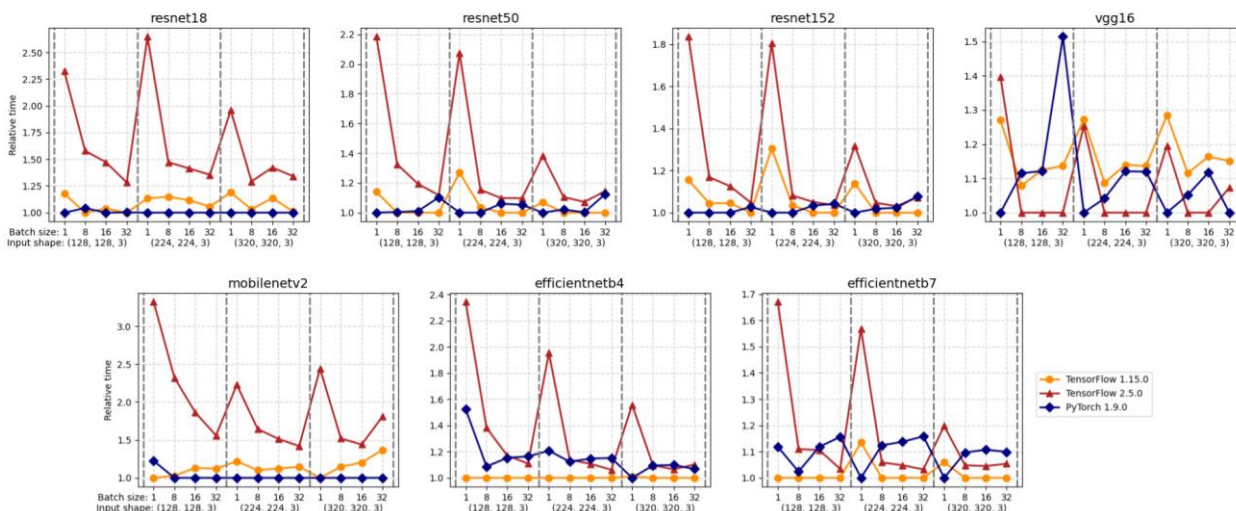 resnet18
2.50
2.25
2.00
1.75
1.50
1.25
1.00
Relative time
Batch size: 1 8 16 32 1 8 16 32 1 8 16 32
Input shape: (128, 128, 3) (224, 224, 3) (320, 320, 3)
resnet50
2.2
2.0
1.8
1.6
1.4
1.2
1.0
1 8 16 32 1 8 16 32 1 8 16 32
(128, 128, 3) (224, 224, 3) (320, 320, 3)
resnet152
1.8
1.6
1.4
1.2
1.0
1 8 16 32 1 8 16 32 1 8 16 32
(128, 128, 3) (224, 224, 3) (320, 320, 3)
vgg16
1.5
1.4
1.3
1.2
1.1
1.0
1 8 16 32 1 8 16 32 1 8 16 32
(128, 128, 3) (224, 224, 3) (320, 320, 3)
mobilenetv2
3.0
2.5
2.0
1.5
1.0
Relative time
Batch size: 1 8 16 32 1 8 16 32 1 8 16 32
Input shape: (128, 128, 3) (224, 224, 3) (320, 320, 3)
efficientnetb4
2.4
2.2
2.0
1.8
1.6
1.4
1.2
1.0
1 8 16 32 1 8 16 32 1 8 16 32
(128, 128, 3) (224, 224, 3) (320, 320, 3)
efficientnetb7
1.7
1.6
1.5
1.4
1.3
1.2
1.1
1.0
1 8 16 32 1 8 16 32 1 8 16 32
(128, 128, 3) (224, 224, 3) (320, 320, 3)
TensorFlow 1.15.0
TensorFlow 2.5.0
PyTorch 1.9.0